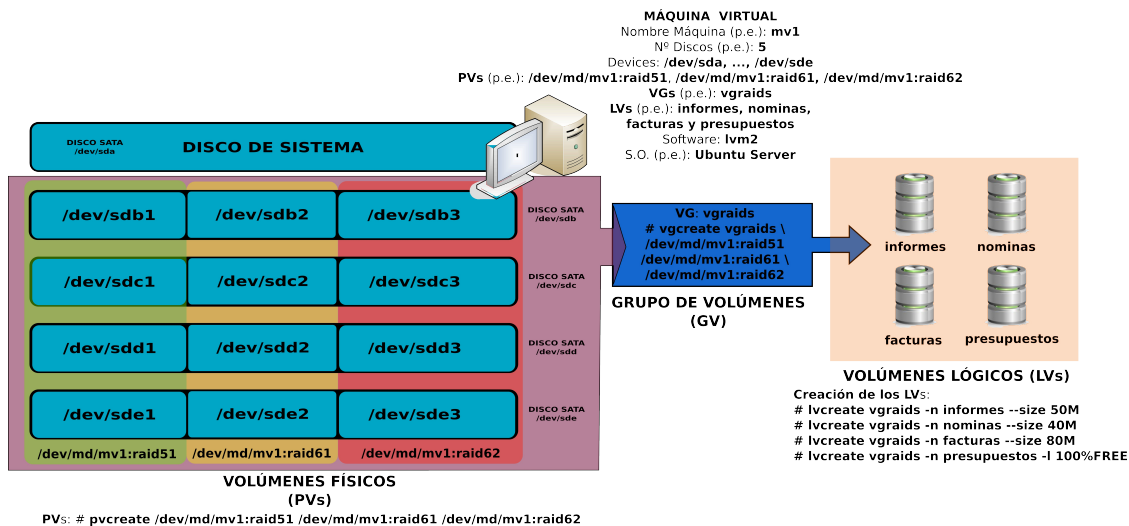 MÁQUINA VIRTUAL
Nombre Máquina (p.e.): mv1
Nº Discos (p.e.): 5
Devices: /dev/sda, ..., /dev/sde
PVs (p.e.): /dev/md/mv1:raid51, /dev/md/mv1:raid61, /dev/md/mv1:raid62
VGs (p.e.): vgraids
LVs (p.e.): informes, nominas,
facturas y presupuestos
Software: lvm2
S.O. (p.e.): Ubuntu Server
DISCO SATA
/dev/sda
DISCO DE SISTEMA
/dev/sdb1
/dev/sdb2
/dev/sdb3
DISCO SATA
/dev/sdb
/dev/sdc1
/dev/sdc2
/dev/sdc3
DISCO SATA
/dev/sdc
/dev/sdd1
/dev/sdd2
/dev/sdd3
DISCO SATA
/dev/sdd
/dev/sde1
/dev/sde2
/dev/sde3
DISCO SATA
/dev/sde
/dev/md/mv1:raid51
/dev/md/mv1:raid61
/dev/md/mv1:raid62
VOLÚMENES FÍSICOS
(PVs)
PVs: # pvcreate /dev/md/mv1:raid51 /dev/md/mv1:raid61 /dev/md/mv1:raid62
VG: vgraids
# vgcreate vgraids \
/dev/md/mv1:raid51
/dev/md/mv1:raid61 \
/dev/md/mv1:raid62
GRUPO DE VOLÚMENES
(GV)
informes
nominas
facturas
presupuestos
VOLÚMENES LÓGICOS (LVs)
Creación de los LVs:
# lvcreate vgraids -n informes --size 50M
# lvcreate vgraids -n nominas --size 40M
# lvcreate vgraids -n facturas --size 80M
# lvcreate vgraids -n presupuestos -l 100%FREE